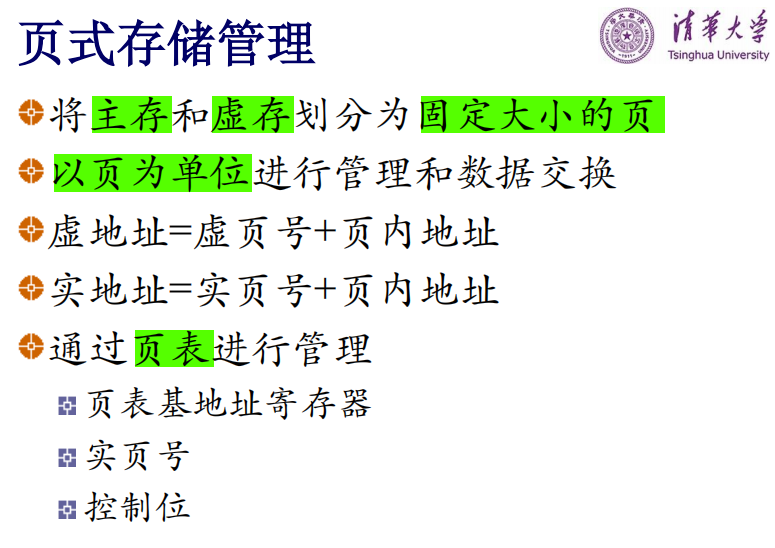 页式存储管理
清华大学
Tsinghua University
将主存和虚存划分为固定大小的页
以页为单位进行管理和数据交换
虚地址=虚页号+页内地址
实地址=实页号+页内地址
通过页表进行管理
页表基地址寄存器
实页号
控制位